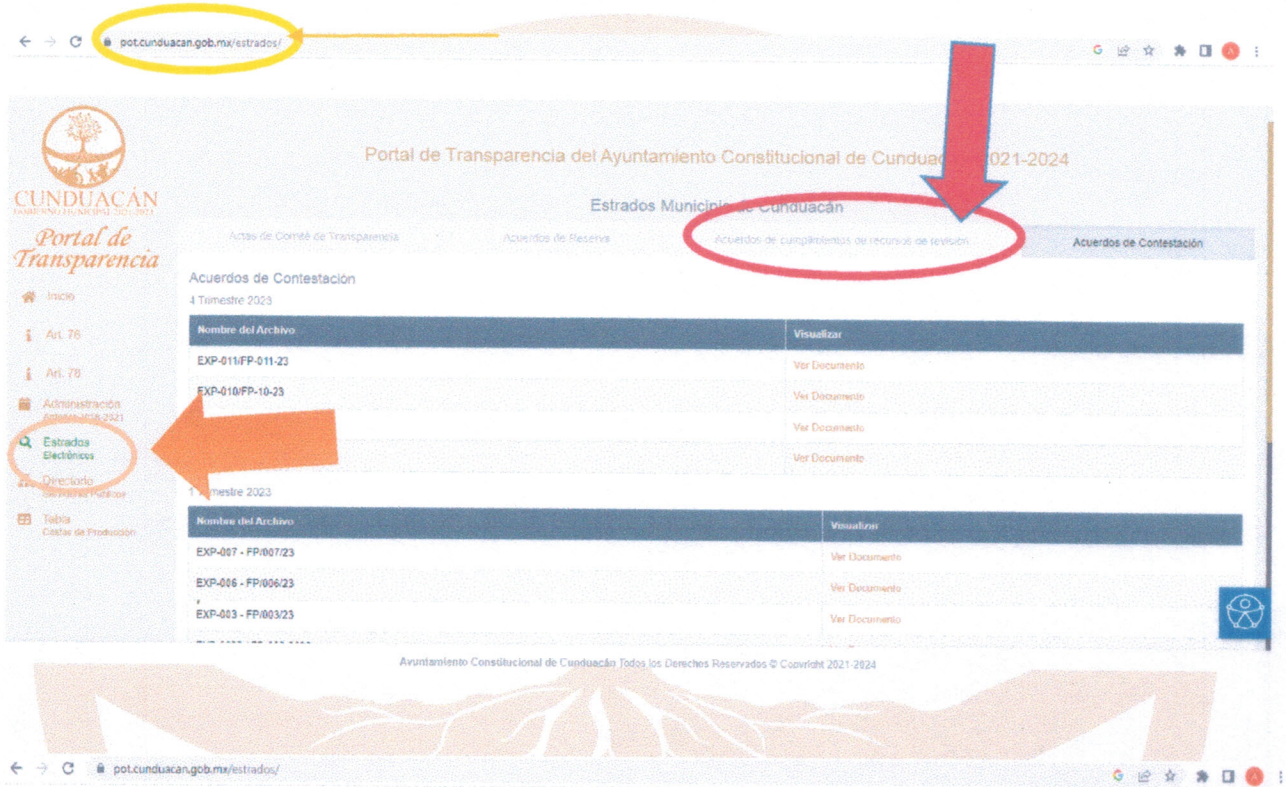 pot.cunduacan.gob.mx/estrados/
Portal de Transparencia del Ayuntamiento Constitucional de Cunduac 2021-2024
CUNDUACÁN
Estrados Municipio de Cunduacán
Portal de
Transparencia
Actas de Comité de Transparencia
Acuerdos de Reserva
Acuerdos de cumplimientos de recursos de revisión
Acuerdos de Contestación
Acuerdos de Contestación
4 Trimestre 2023
Inicio
Nombre del Archivo
Visualizar
Art. 76
EXP-011/FP-011-23
Ver Documento
Art. 78
EXP-010/FP-10-23
Ver Documento
Administración
Ver Documento
Estrados
Electrónicos
Ver Documento
Directorio
1 mestre 2023
Tabla
Nombre del Archivo
Visualizar
EXP-007 - FP/007/23
Ver Documento
EXP-006 - FP/006/23
Ver Documento
EXP-003 - FP/003/23
Ver Documento
Ayuntamiento Constitucional de Cunduacán Todos los Derechos Reservados © Copyright 2021-2024
pot.cunduacan.gob.mx/estrados/